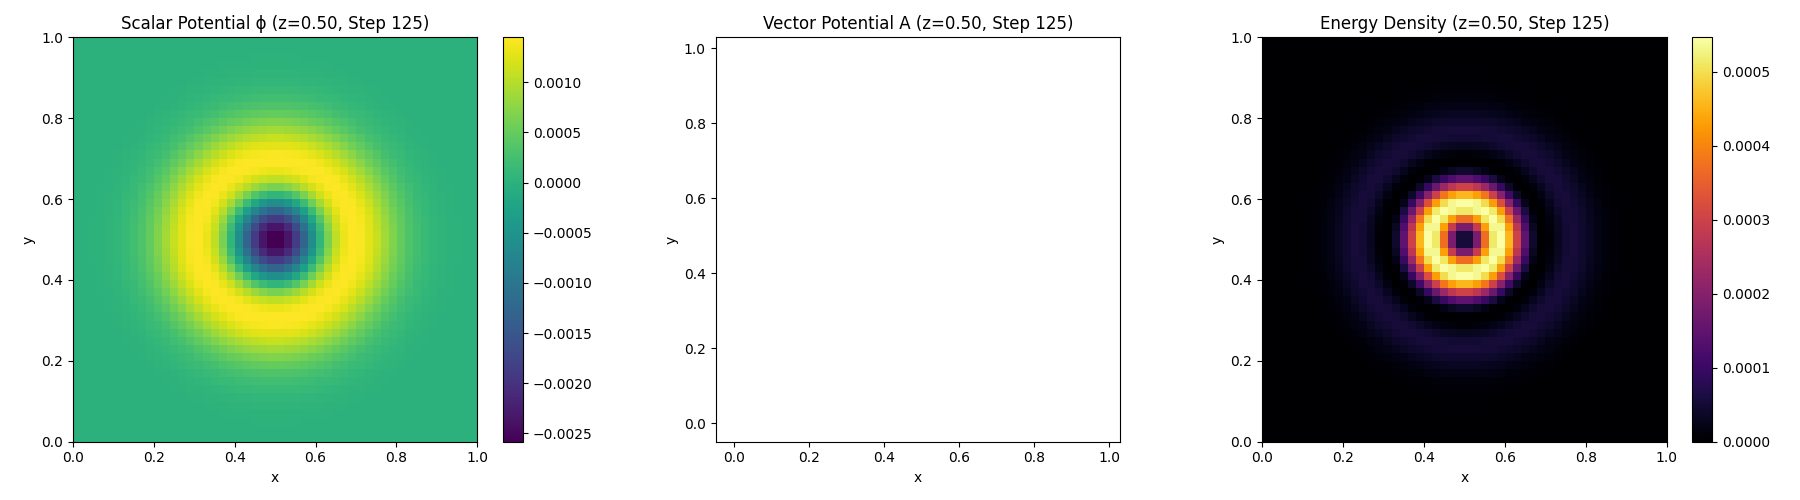 Scalar Potential ϕ (z=0.50, Step 125)
1.0
0.8
0.6
0.4
0.2
0.0
y
0.0 0.2 0.4 0.6 0.8 1.0
x
0.0010
0.0005
0.0000
−0.0005
−0.0010
−0.0015
−0.0020
−0.0025
Vector Potential A (z=0.50, Step 125)
1.0
0.8
0.6
0.4
0.2
0.0
y
0.0 0.2 0.4 0.6 0.8 1.0
x
Energy Density (z=0.50, Step 125)
1.0
0.8
0.6
0.4
0.2
0.0
y
0.0 0.2 0.4 0.6 0.8 1.0
x
0.0005
0.0004
0.0003
0.0002
0.0001
0.0000